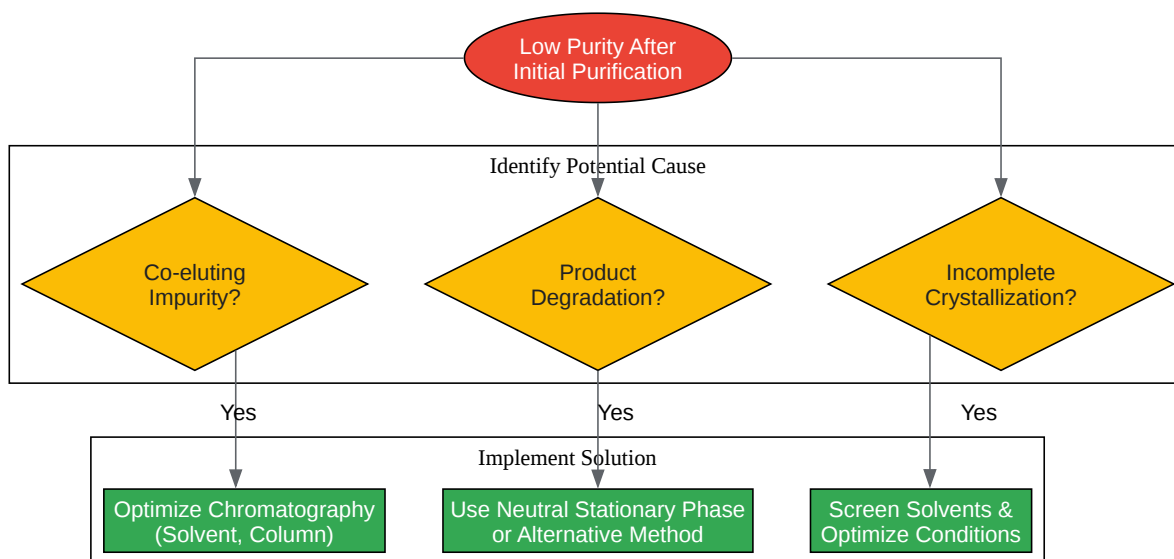 Low Purity After
Initial Purification
Identify Potential Cause
Co-eluting
Impurity?
Product
Degradation?
Incomplete
Crystallization?
Yes
Yes
Yes
Implement Solution
Optimize Chromatography
(Solvent, Column)
Use Neutral Stationary Phase
or Alternative Method
Screen Solvents &
Optimize Conditions